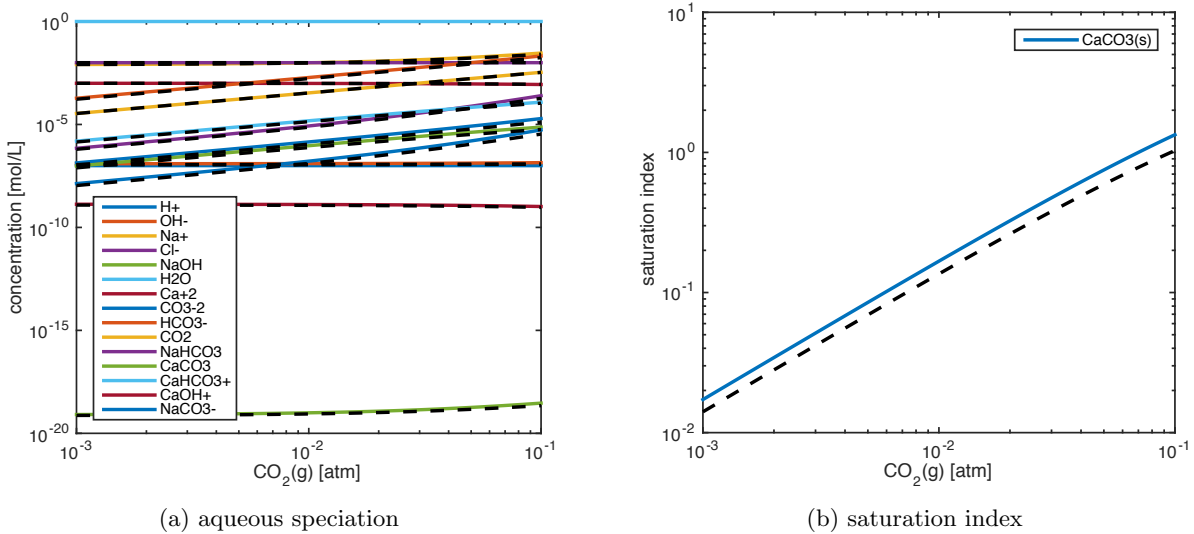 10^0
10^-5
10^-10
10^-15
10^-20
concentration [mol/L]
H+
OH-
Na+
Cl-
NaOH
H2O
Ca+2
CO3-2
HCO3-
CO2
NaHCO3
CaCO3
CaHCO3+
CaOH+
NaCO3-
10^-3
10^-2
10^-1
CO₂(g) [atm]
(a) aqueous speciation
10^1
10^0
10^-1
10^-2
saturation index
CaCO3(s)
10^-3
10^-2
10^-1
CO₂(g) [atm]
(b) saturation index